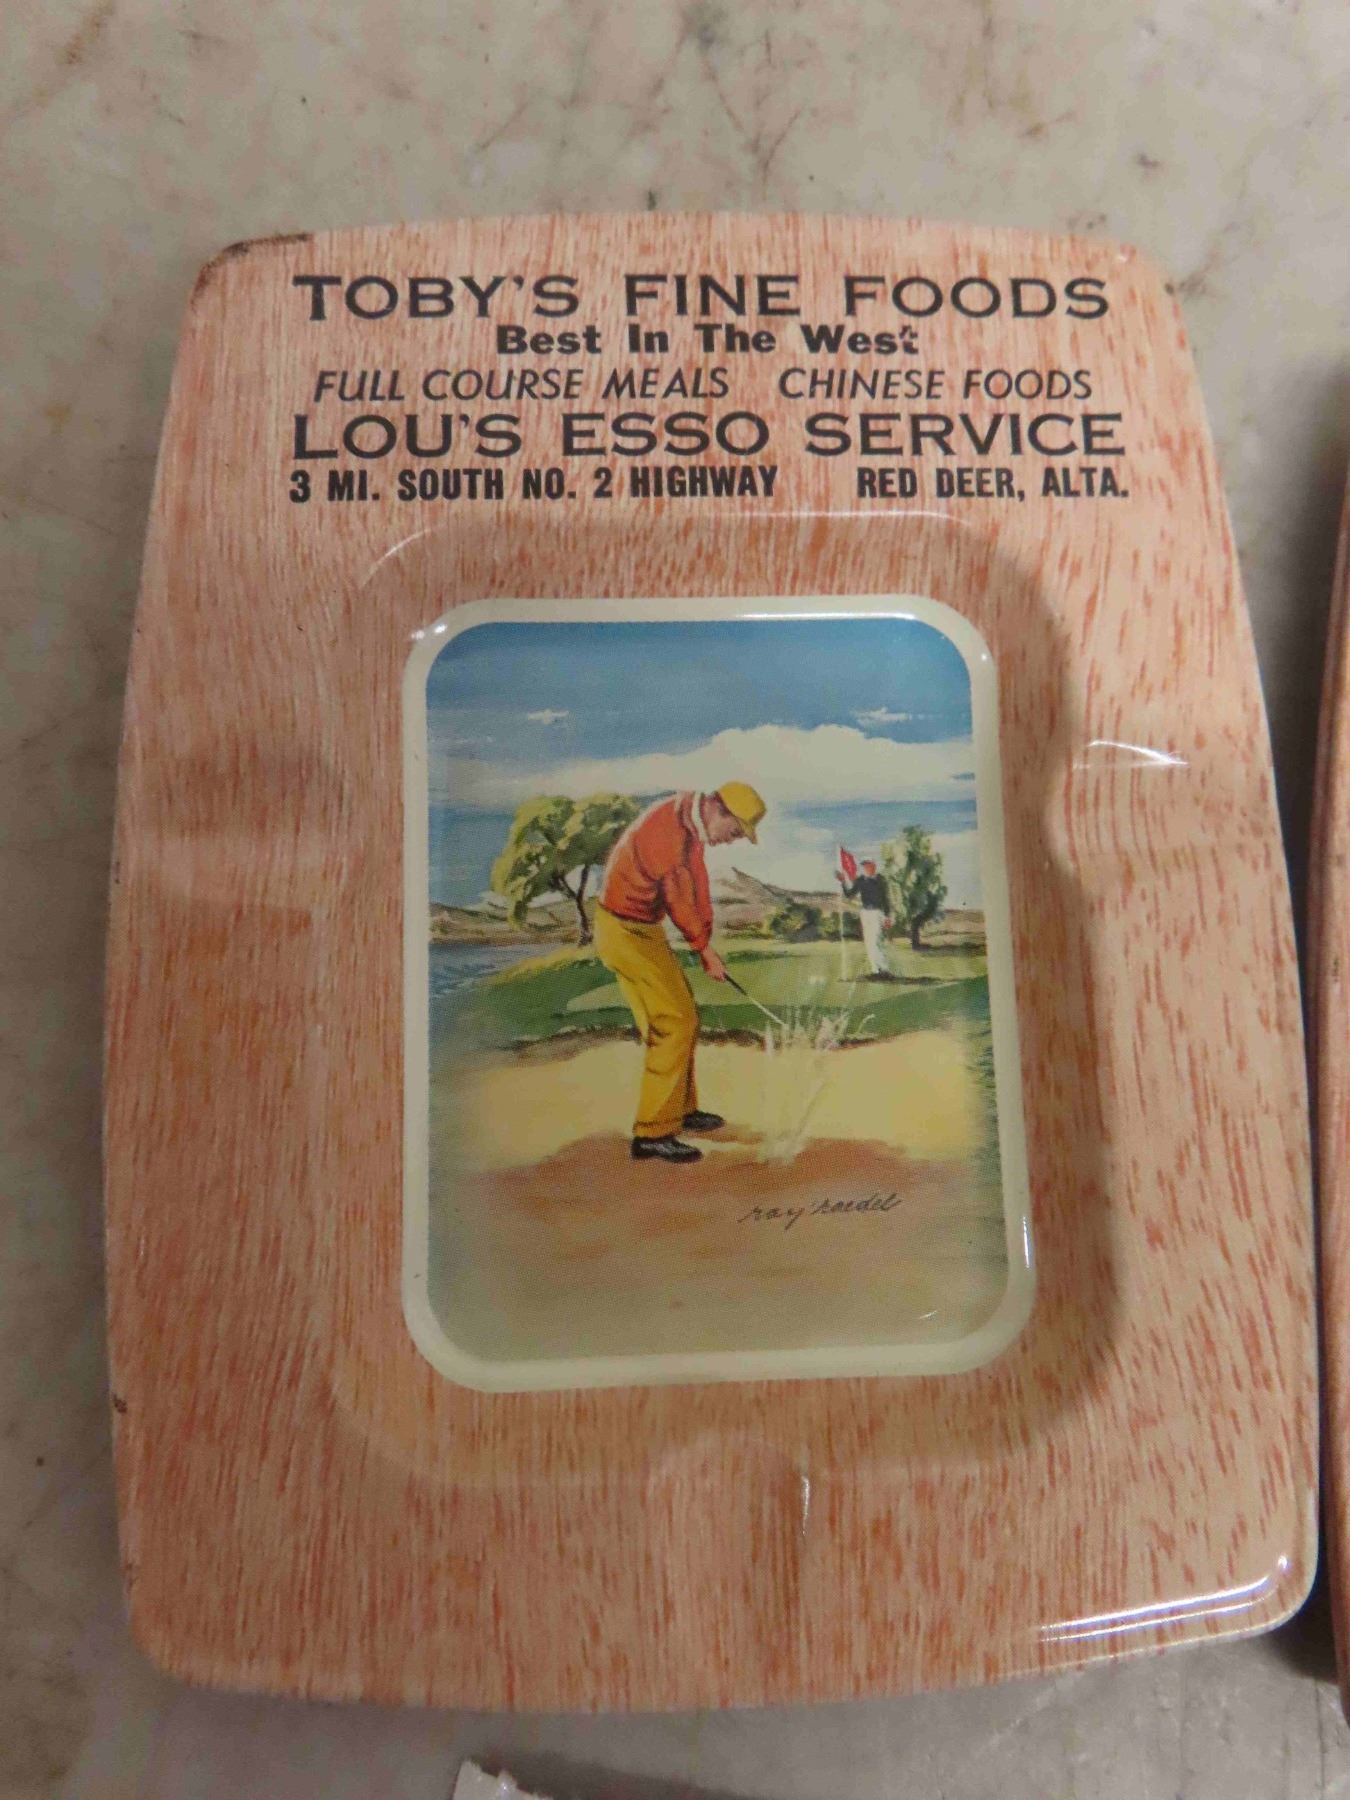 TOBY'S FINE FOODS
Best In The West
FULL COURSE MEALS CHINESE FOODS
LOU'S ESSO SERVICE
3 MI. SOUTH NO. 2 HIGHWAY RED DEER, ALTA.
ray roedel